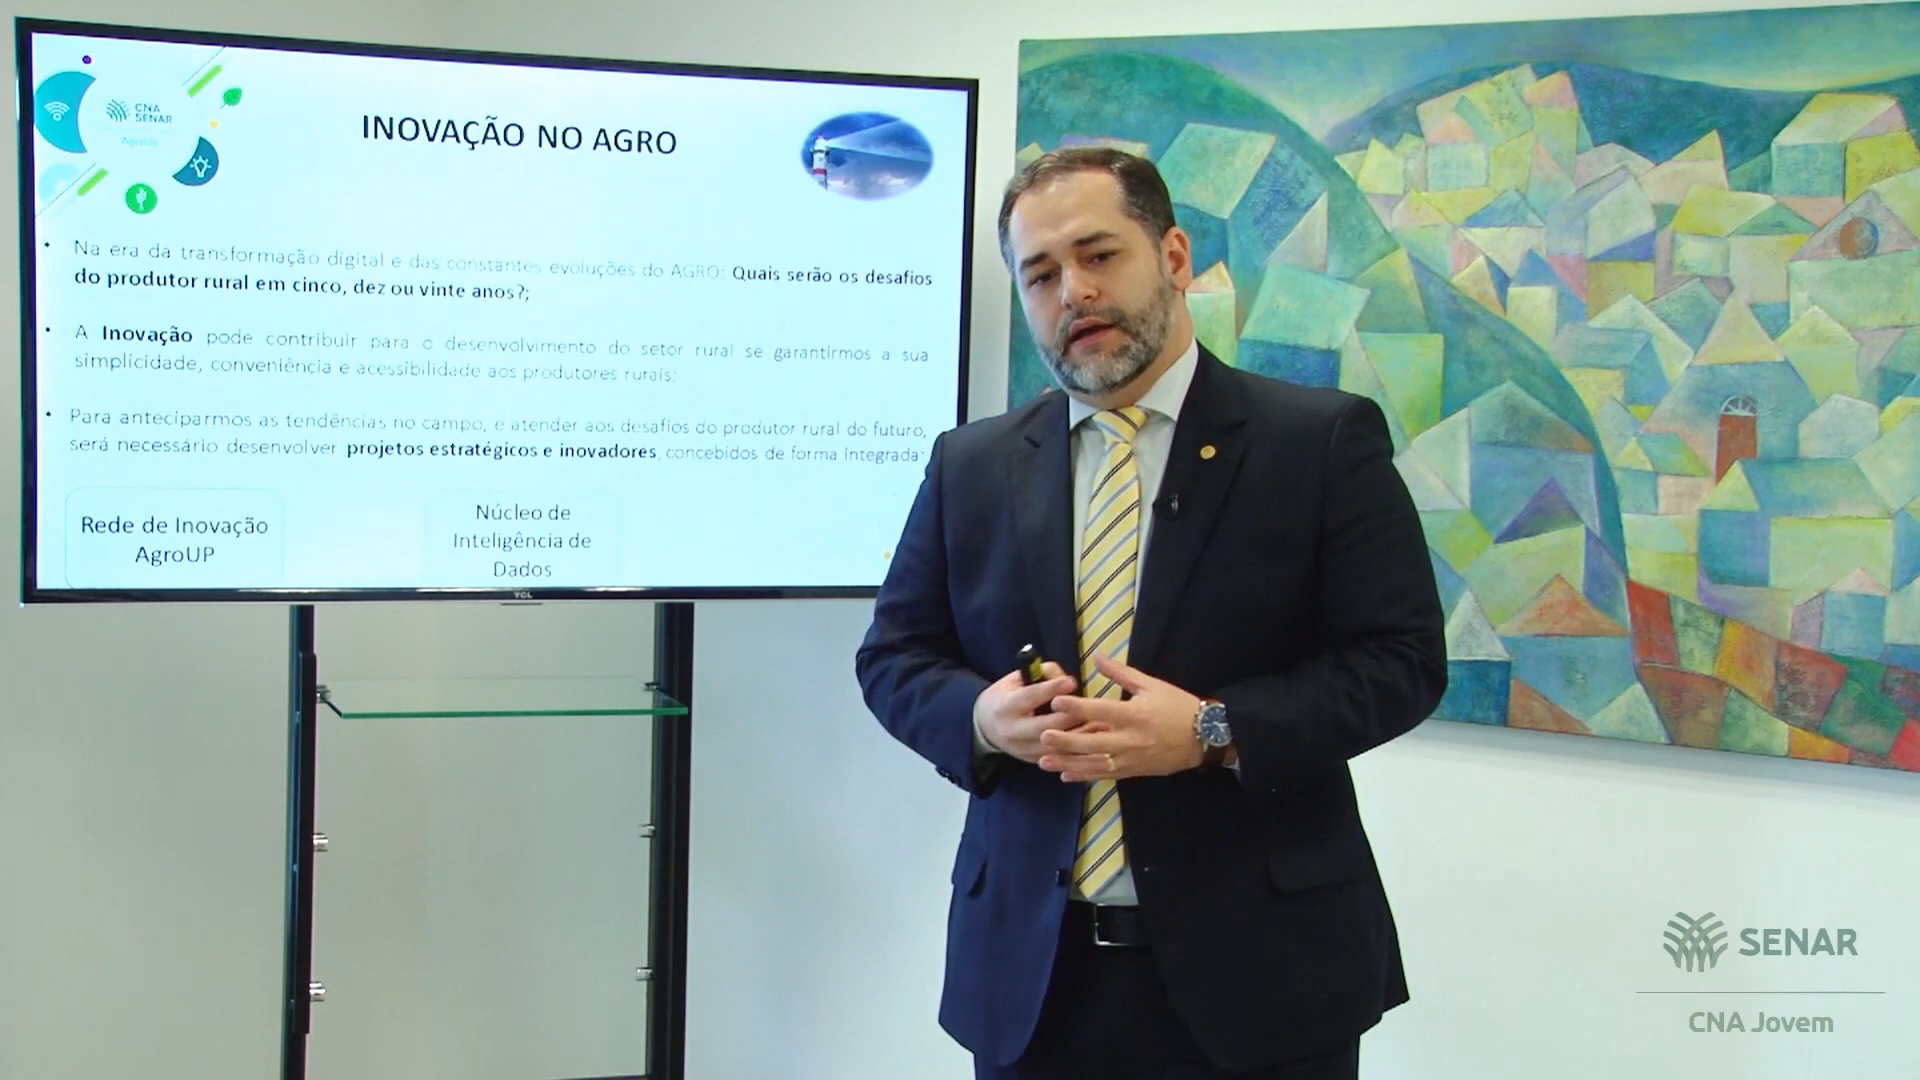 CNA
SENAR
AgroUp
INOVAÇÃO NO AGRO
• Na era da transformação digital e das constantes evoluções do AGRO: Quais serão os desafios
do produtor rural em cinco, dez ou vinte anos?;
• A Inovação pode contribuir para o desenvolvimento do setor rural se garantirmos a sua
simplicidade, conveniência e acessibilidade aos produtores rurais;
• Para anteciparmos as tendências no campo, e atender aos desafios do produtor rural do futuro,
será necessário desenvolver projetos estratégicos e inovadores, concebidos de forma integrada:
Rede de Inovação
AgroUP
Núcleo de
Inteligência de
Dados
TCL
SENAR
CNA Jovem